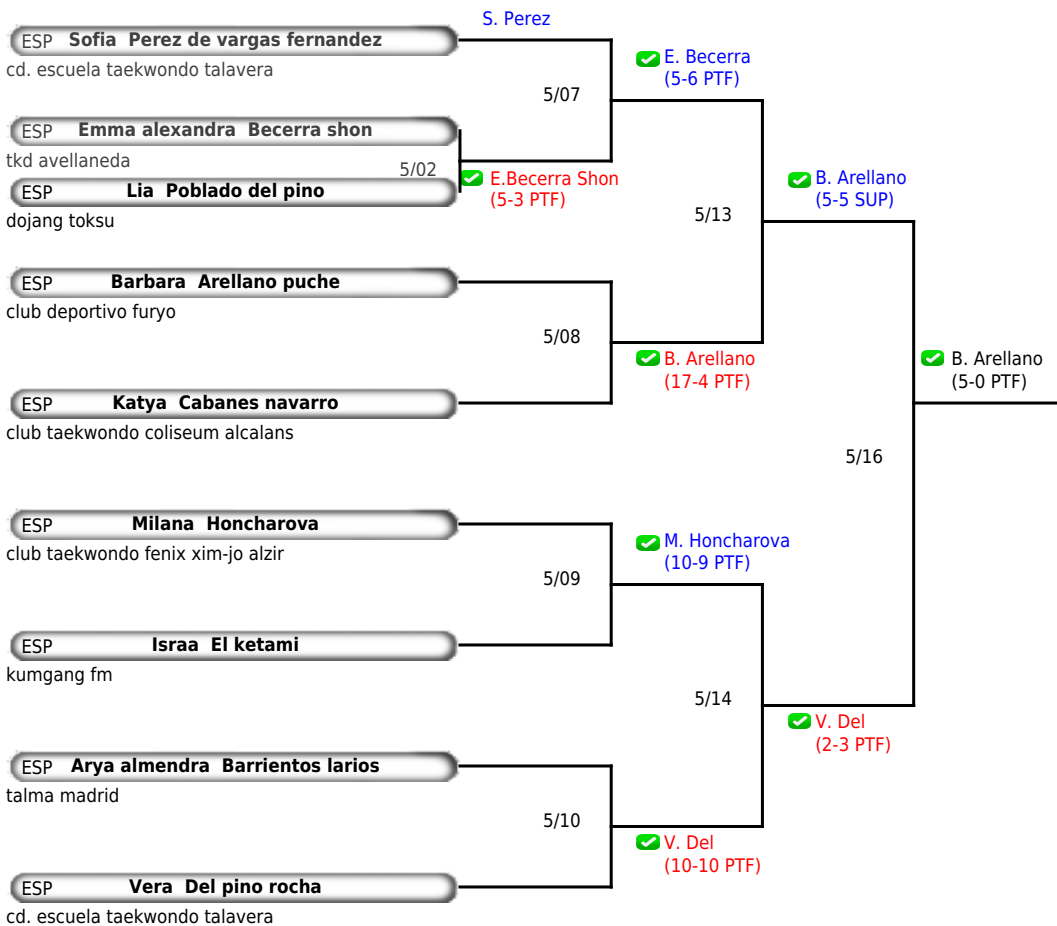 S. Perez
ESP Sofia Perez de vargas fernandez
cd. escuela taekwondo talavera
E. Becerra
(5-6 PTF)
5/07
ESP Emma alexandra Becerra shon
tkd avellaneda
5/02
E.Becerra Shon
(5-3 PTF)
ESP Lia Poblado del pino
dojang toksu
B. Arellano
(5-5 SUP)
5/13
ESP Barbara Arellano puche
club deportivo furyo
5/08
B. Arellano
(17-4 PTF)
B. Arellano
(5-0 PTF)
ESP Katya Cabanes navarro
club taekwondo coliseum alcalans
5/16
ESP Milana Honcharova
club taekwondo fenix xim-jo alzir
M. Honcharova
(10-9 PTF)
5/09
ESP Israa El ketami
kumgang fm
5/14
V. Del
(2-3 PTF)
ESP Arya almendra Barrientos larios
talma madrid
5/10
V. Del
(10-10 PTF)
ESP Vera Del pino rocha
cd. escuela taekwondo talavera